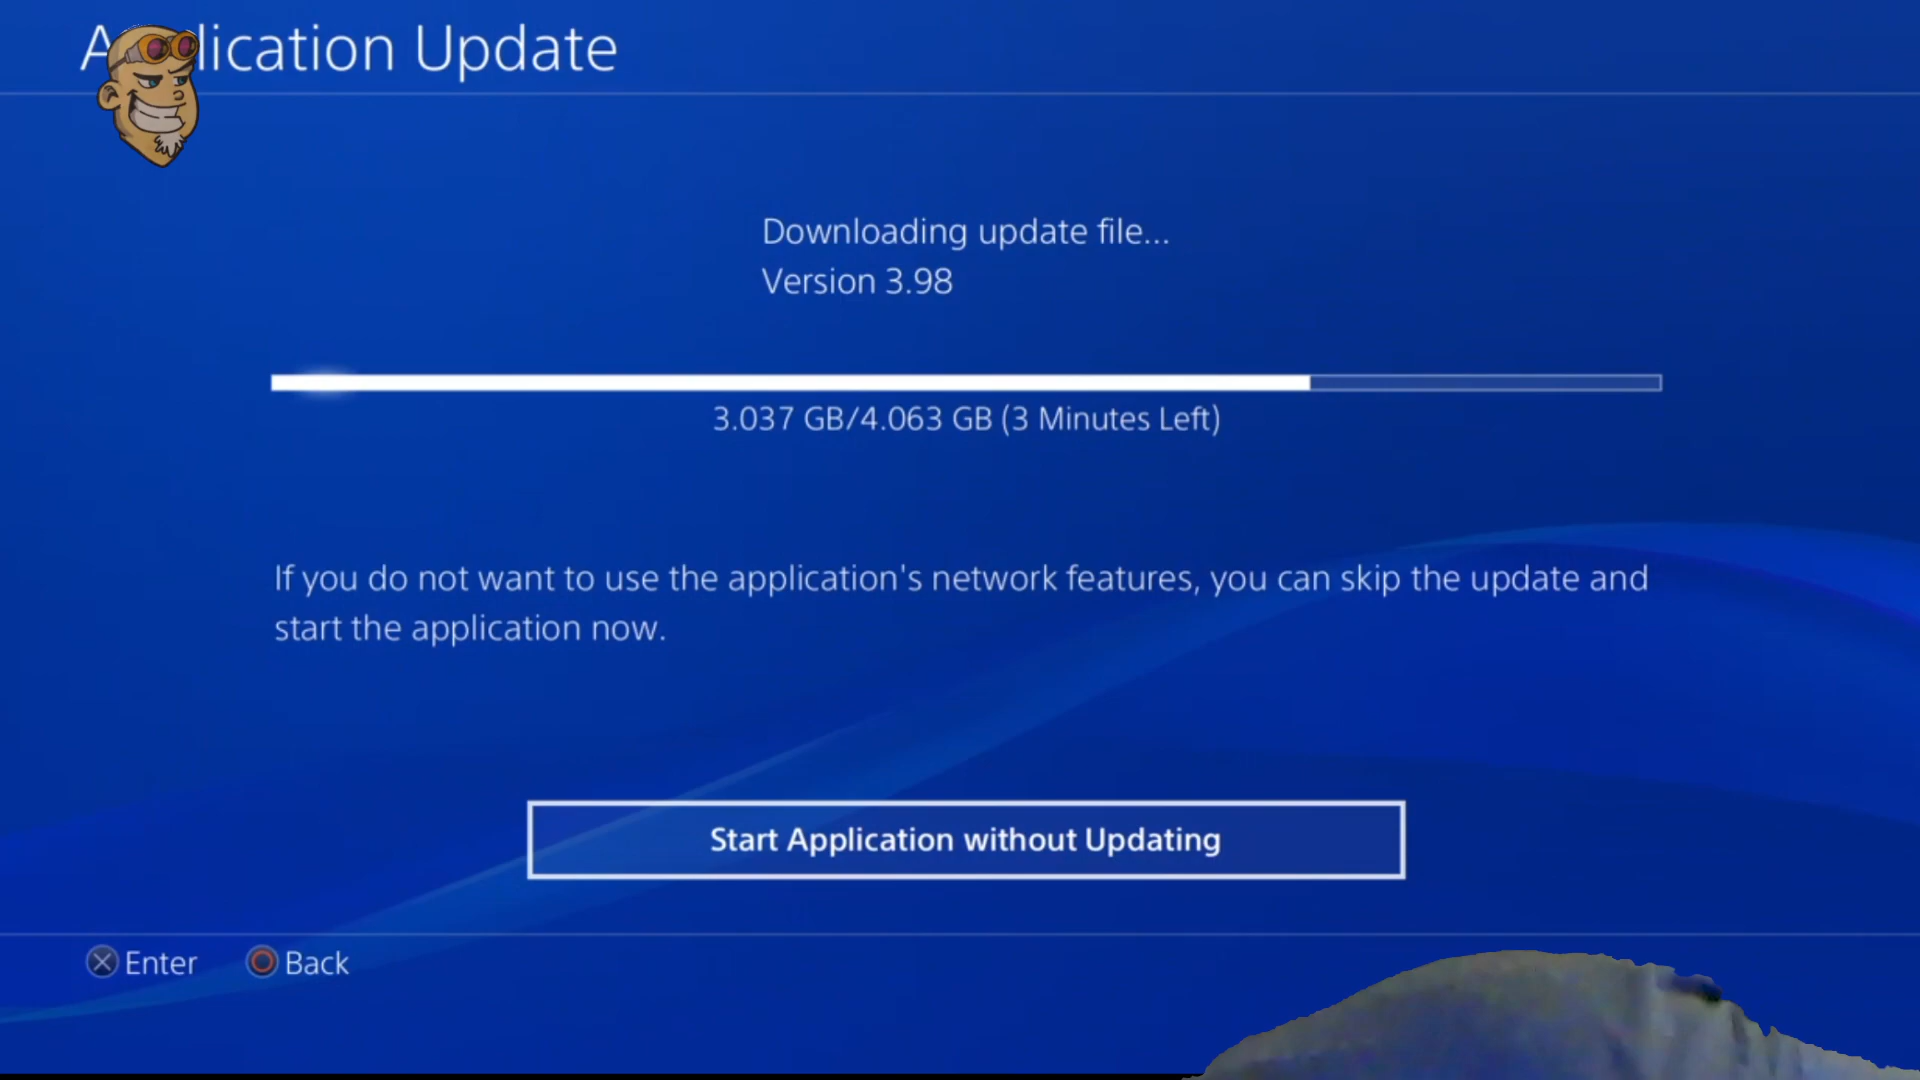 Application Update
Downloading update file...
Version 3.98
3.037 GB/4.063 GB (3 Minutes Left)
If you do not want to use the application's network features, you can skip the update and
start the application now.
Start Application without Updating
Enter Back